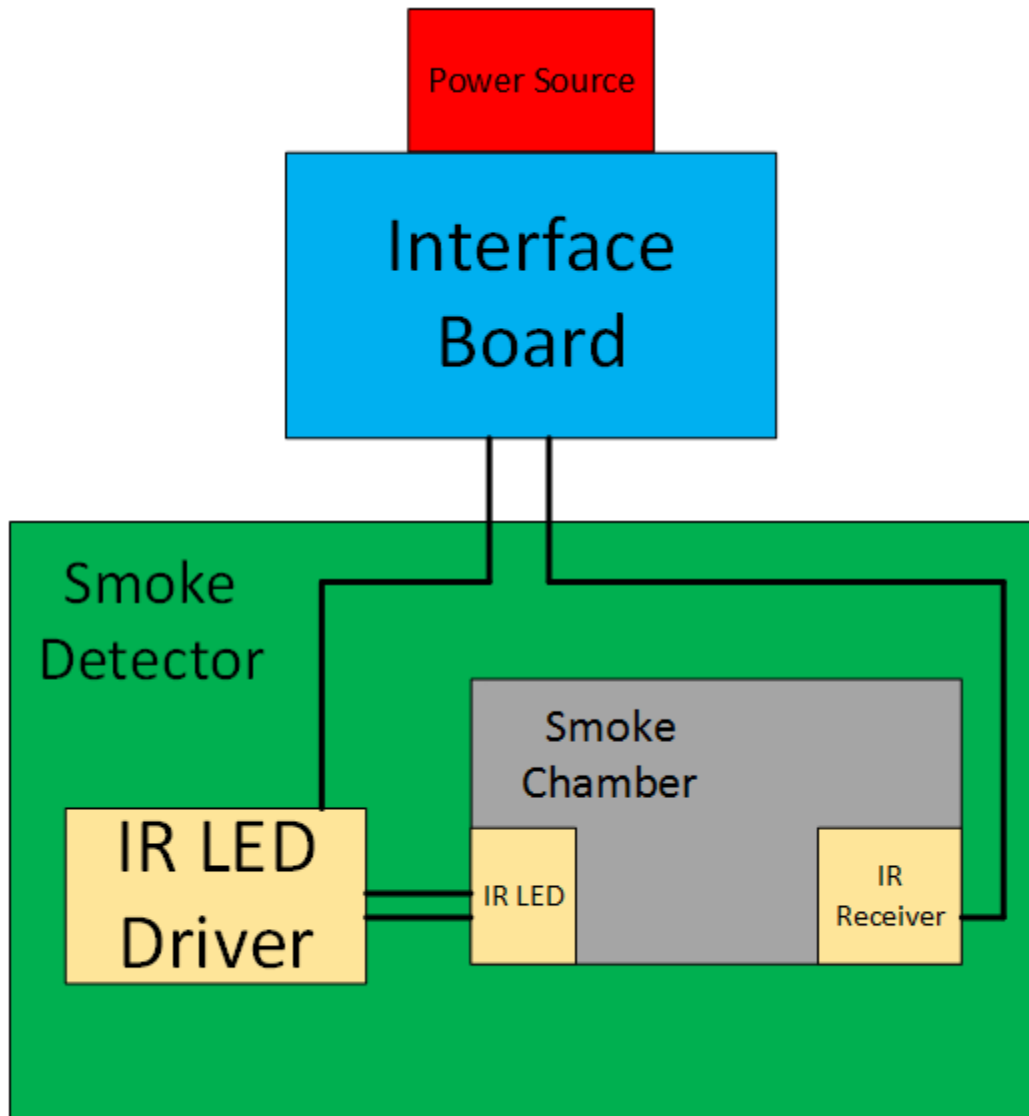 Power Source
Interface
Board
Smoke
Detector
Smoke
Chamber
IR LED
Driver
IR LED
IR
Receiver